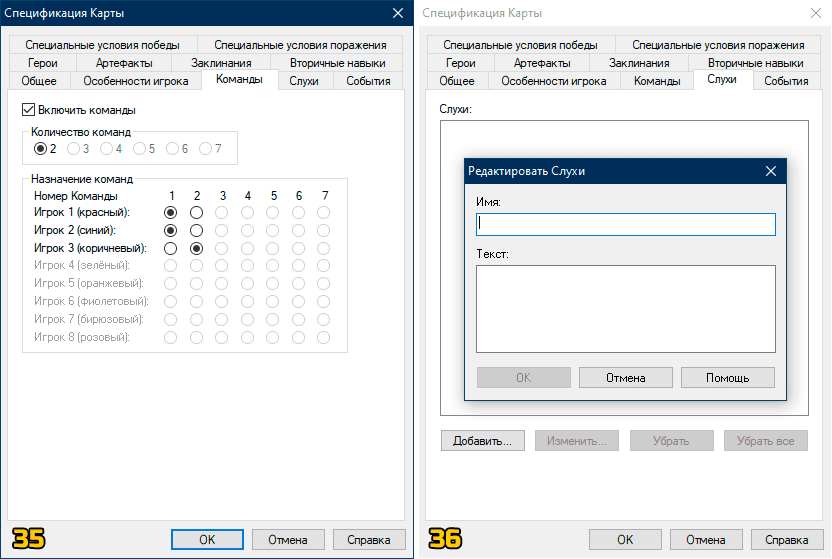 Спецификация Карты
Специальные условия победы Специальные условия поражения
Герои Артефакты Заклинания Вторичные навыки
Общее Особенности игрока Команды Слухи События
Включить команды
Количество команд
2 3 4 5 6 7
Назначение команд
Номер Команды 1 2 3 4 5 6 7
Игрок 1 (красный):
Игрок 2 (синий):
Игрок 3 (коричневый):
Игрок 4 (зелёный):
Игрок 5 (оранжевый):
Игрок 6 (фиолетовый):
Игрок 7 (бирюзовый):
Игрок 8 (розовый):
35 OK Отмена Справка
Спецификация Карты
Специальные условия победы Специальные условия поражения
Герои Артефакты Заклинания Вторичные навыки
Общее Особенности игрока Команды Слухи События
Слухи:
Редактировать Слухи
Имя:
Текст:
OK Отмена Помощь
Добавить... Изменить... Убрать Убрать все
36 OK Отмена Справка